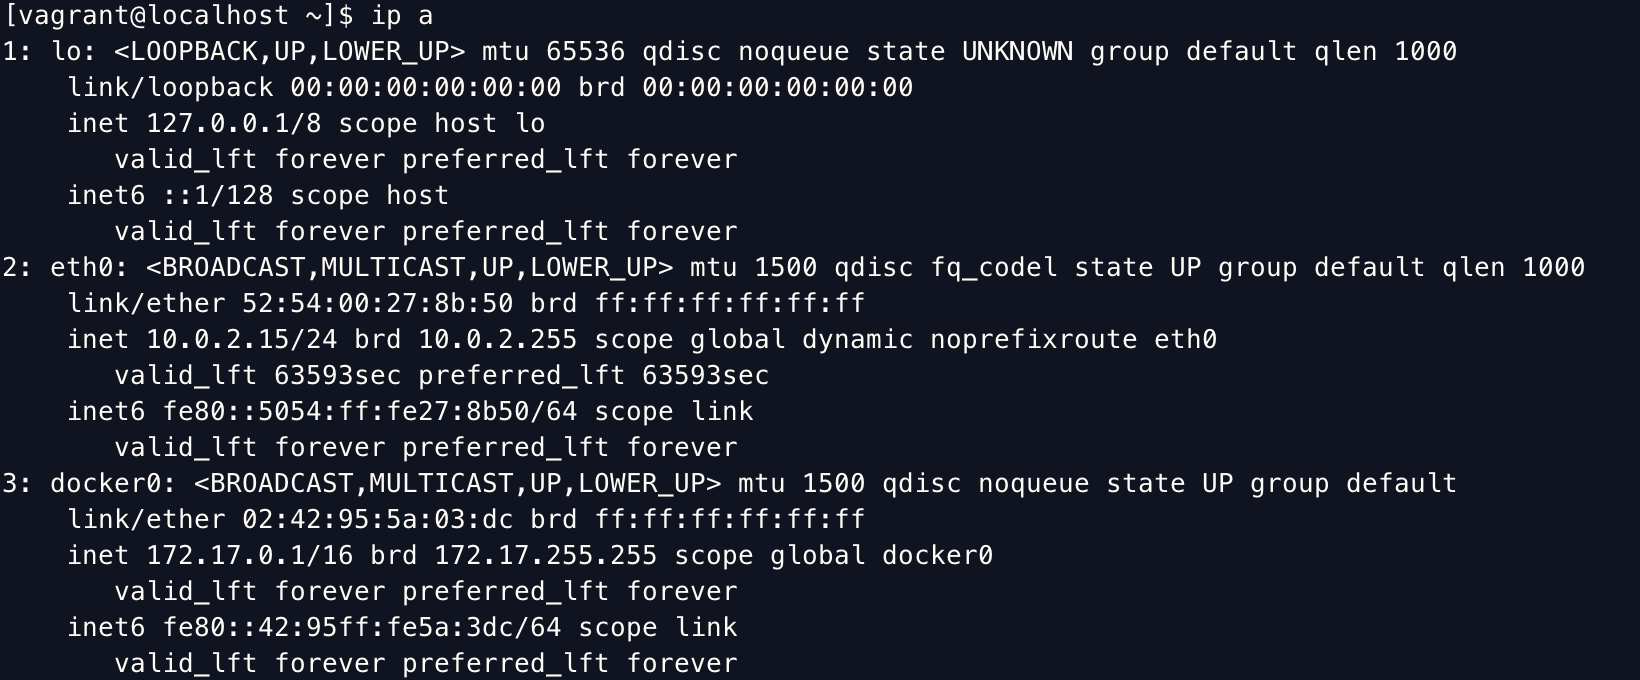 [vagrant@localhost ~]$ ip a
1: lo: <LOOPBACK,UP,LOWER_UP> mtu 65536 qdisc noqueue state UNKNOWN group default qlen 1000
    link/loopback 00:00:00:00:00:00 brd 00:00:00:00:00:00
    inet 127.0.0.1/8 scope host lo
       valid_lft forever preferred_lft forever
    inet6 ::1/128 scope host
       valid_lft forever preferred_lft forever
2: eth0: <BROADCAST,MULTICAST,UP,LOWER_UP> mtu 1500 qdisc fq_codel state UP group default qlen 1000
    link/ether 52:54:00:27:8b:50 brd ff:ff:ff:ff:ff:ff
    inet 10.0.2.15/24 brd 10.0.2.255 scope global dynamic noprefixroute eth0
       valid_lft 63593sec preferred_lft 63593sec
    inet6 fe80::5054:ff:fe27:8b50/64 scope link
       valid_lft forever preferred_lft forever
3: docker0: <BROADCAST,MULTICAST,UP,LOWER_UP> mtu 1500 qdisc noqueue state UP group default
    link/ether 02:42:95:5a:03:dc brd ff:ff:ff:ff:ff:ff
    inet 172.17.0.1/16 brd 172.17.255.255 scope global docker0
       valid_lft forever preferred_lft forever
    inet6 fe80::42:95ff:fe5a:3dc/64 scope link
       valid_lft forever preferred_lft forever